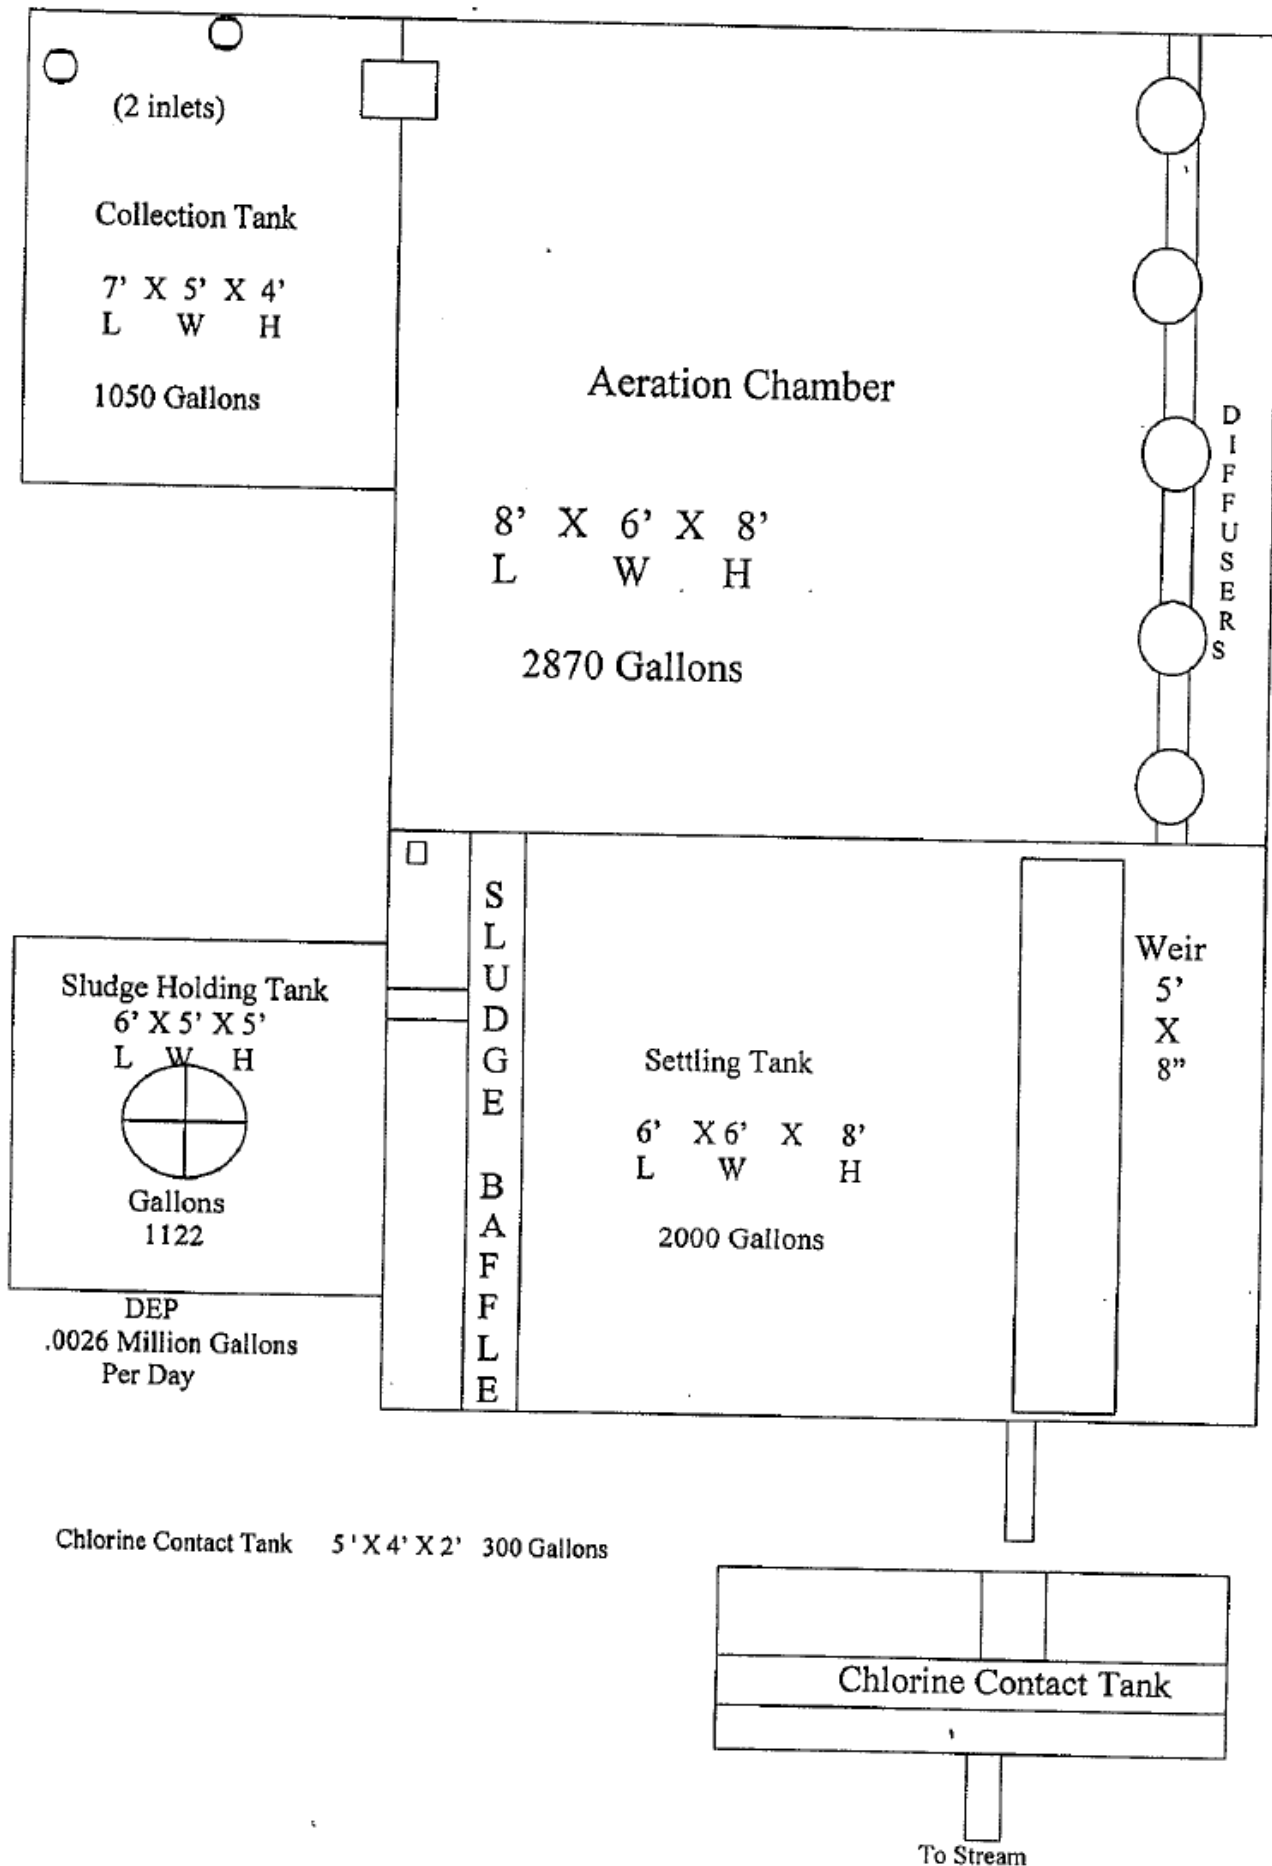 (2 inlets)
Collection Tank
7’ X 5’ X 4’
L W H
1050 Gallons
Aeration Chamber
8’ X 6’ X 8’
L W H
2870 Gallons
DIFFUSERS
SLUDGE BAFFLE
Weir
5’
X
8”
Sludge Holding Tank
6’ X 5’ X 5’
L W H
Gallons
1122
DEP
.0026 Million Gallons
Per Day
Settling Tank
6’ X 6’ X 8’
L W H
2000 Gallons
Chlorine Contact Tank 5 ' X 4’ X 2’ 300 Gallons
Chlorine Contact Tank
To Stream